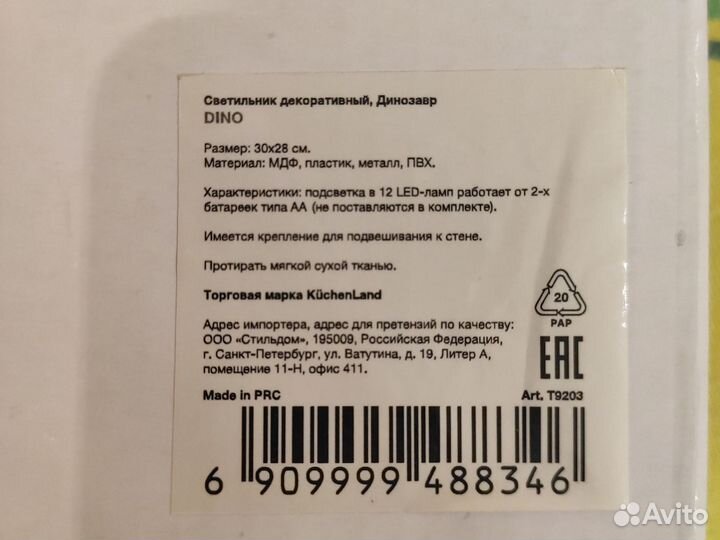 Светильник декоративный, Динозавр
DINO
Размер: 30x28 см.
Материал: МДФ, пластик, металл, ПВХ.
Характеристики: подсветка в 12 LED-ламп работает от 2-х
батареек типа АА (не поставляются в комплекте).
Имеется крепление для подвешивания к стене.
Протирать мягкой сухой тканью.
Торговая марка KüchenLand
20
PAP
Адрес импортера, адрес для претензий по качеству:
ООО «Стильдом», 195009, Российская Федерация,
г. Санкт-Петербург, ул. Ватутина, д. 19, Литер А,
помещение 11-Н, офис 411.
EAC
Made in PRC
Art. T9203
6 909999 488346
Avito